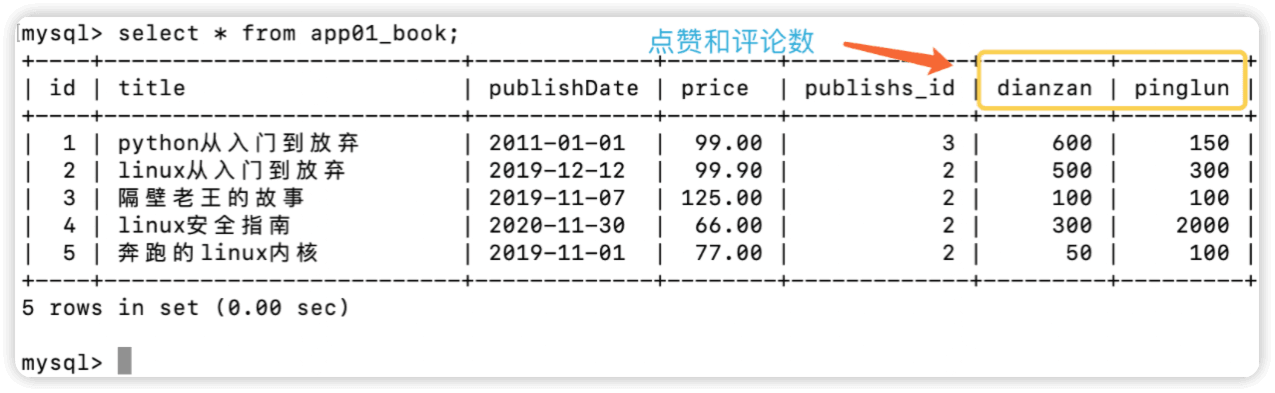 mysql> select * from app01_book;
点赞和评论数
+----+---------------------------+-------------+--------+-------------+---------+---------+
| id | title | publishDate | price | publishs_id | dianzan | pinglun |
+----+---------------------------+-------------+--------+-------------+---------+---------+
| 1 | python从入门到放弃 | 2011-01-01 | 99.00 | 3 | 600 | 150 |
| 2 | linux从入门到放弃 | 2019-12-12 | 99.90 | 2 | 500 | 300 |
| 3 | 隔壁老王的故事 | 2019-11-07 | 125.00 | 2 | 100 | 100 |
| 4 | linux安全指南 | 2020-11-30 | 66.00 | 2 | 300 | 2000 |
| 5 | 奔跑的linux内核 | 2019-11-01 | 77.00 | 2 | 50 | 100 |
+----+---------------------------+-------------+--------+-------------+---------+---------+
5 rows in set (0.00 sec)
mysql>